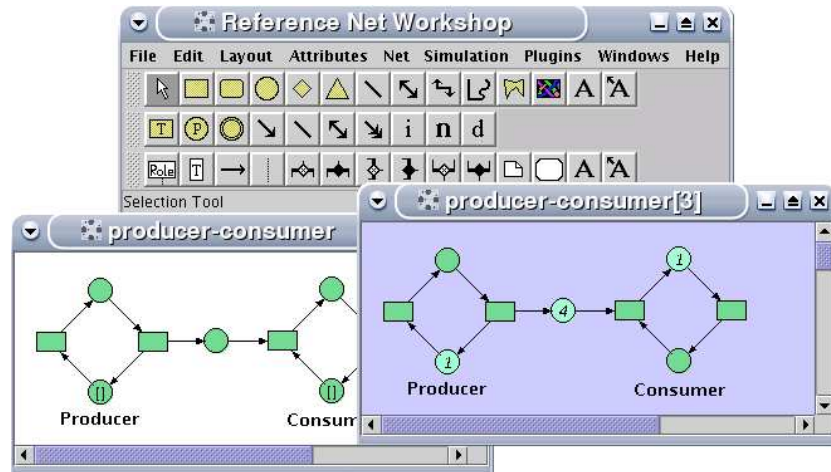 Reference Net Workshop
File Edit Layout Attributes Net Simulation Plugins Windows Help
A A
T P i n d
Role T A A
Selection Tool
producer-consumer[3]
1
4
1
Producer Consumer
producer-consumer
[] []
Producer Consum